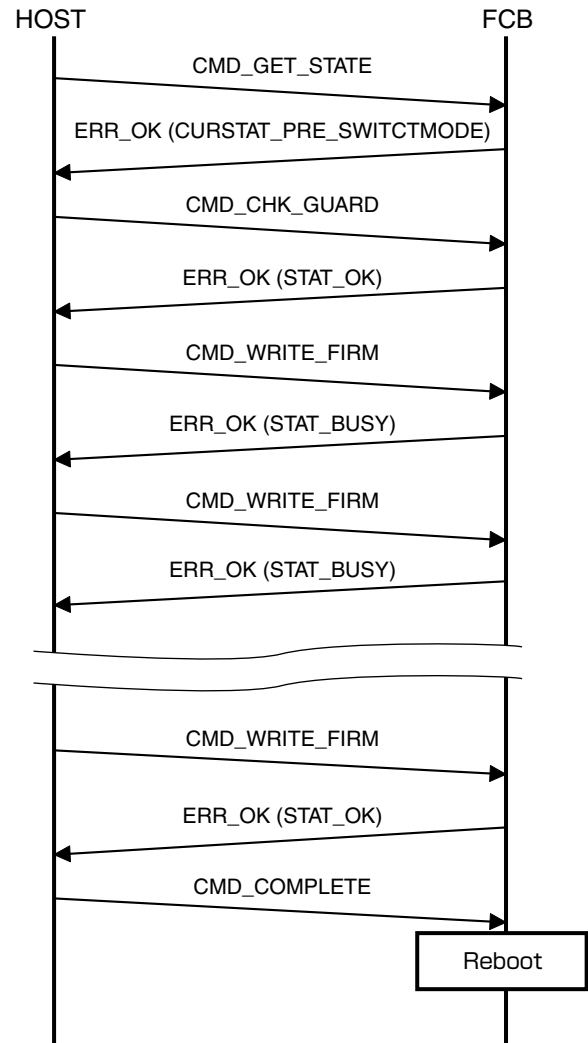 HOST
FCB
CMD_GET_STATE
ERR_OK (CURSTAT_PRE_SWITCTMODE)
CMD_CHK_GUARD
ERR_OK (STAT_OK)
CMD_WRITE_FIRM
ERR_OK (STAT_BUSY)
CMD_WRITE_FIRM
ERR_OK (STAT_BUSY)
CMD_WRITE_FIRM
ERR_OK (STAT_OK)
CMD_COMPLETE
Reboot